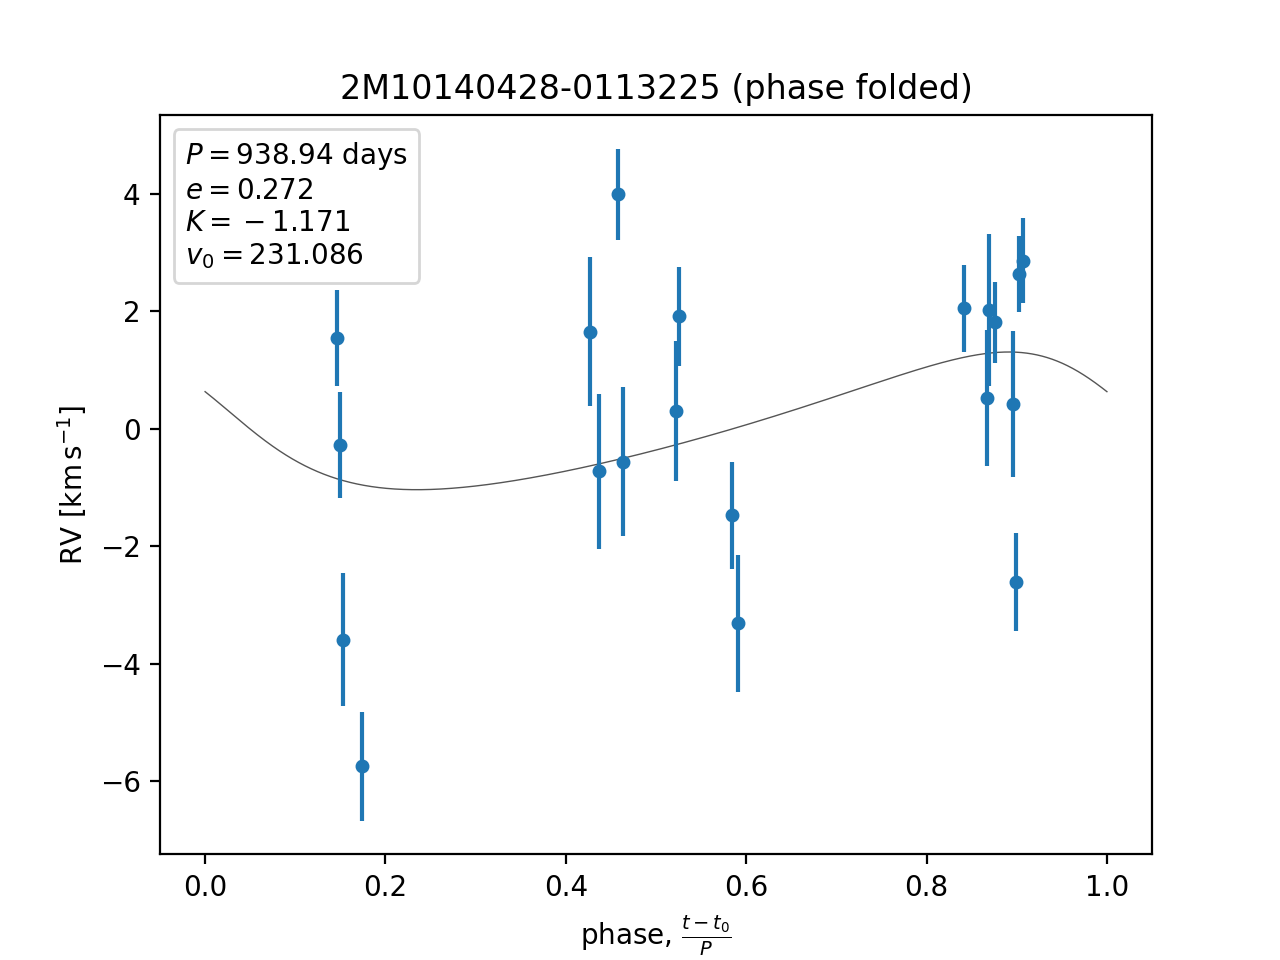 2M10140428-0113225 (phase folded)
P = 938.94 days
e = 0.272
K = −1.171
v₀ = 231.086
4
2
0
−2
−4
−6
RV [km s⁻¹]
0.0 0.2 0.4 0.6 0.8 1.0
phase, (t − t₀)/P